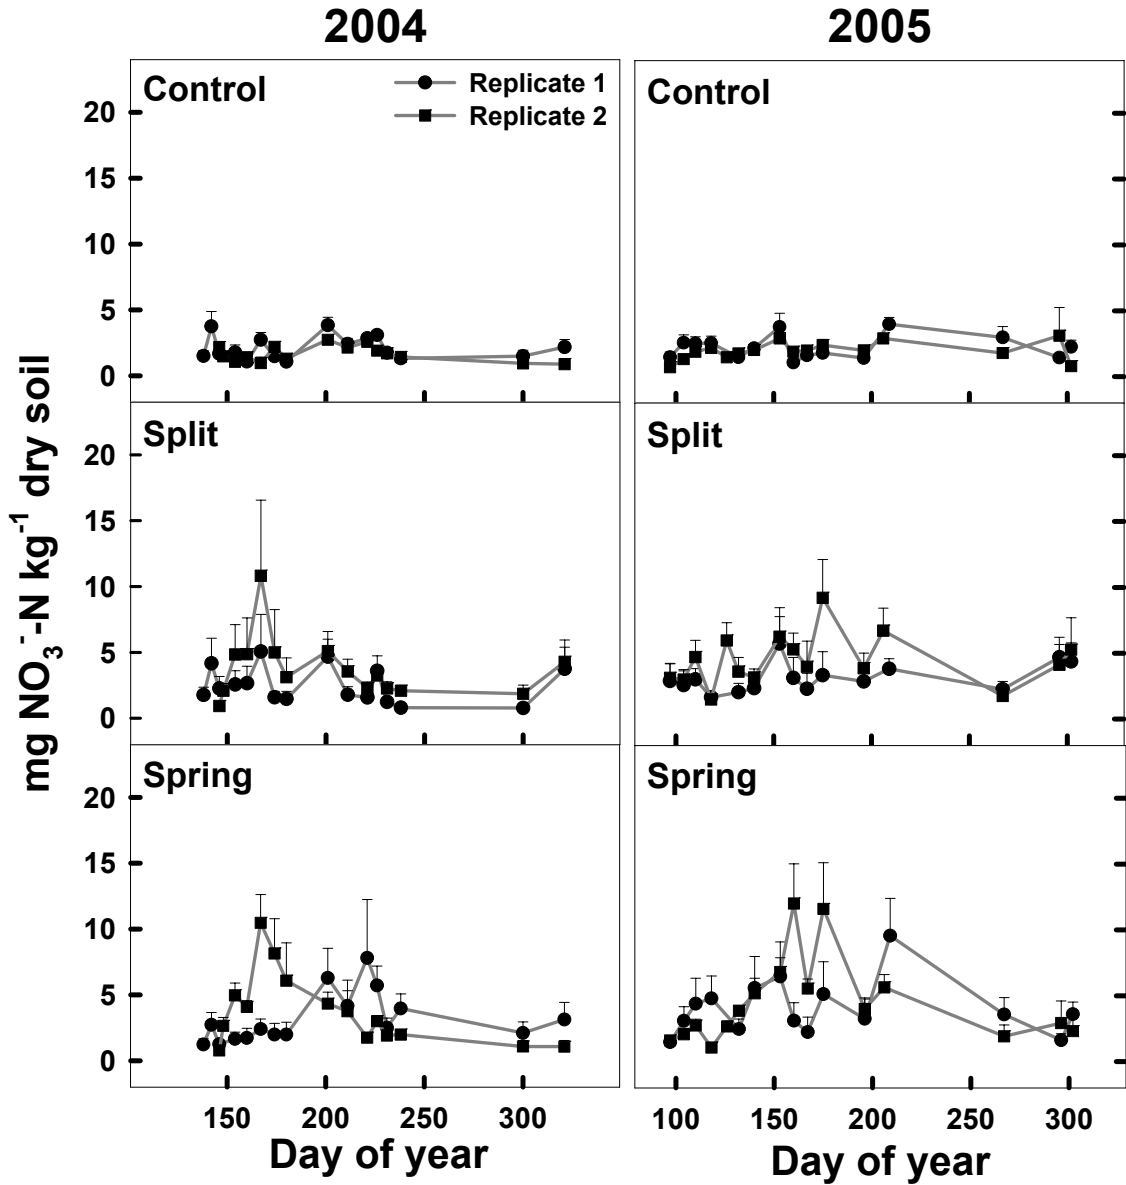 2004
2005
mg NO3⁻-N kg⁻¹ dry soil
Control
Replicate 1
Replicate 2
20
15
10
5
0
Control
Split
20
15
10
5
0
Split
Spring
20
15
10
5
0
Spring
150 200 300
100 150 200 250 300
Day of year
Day of year